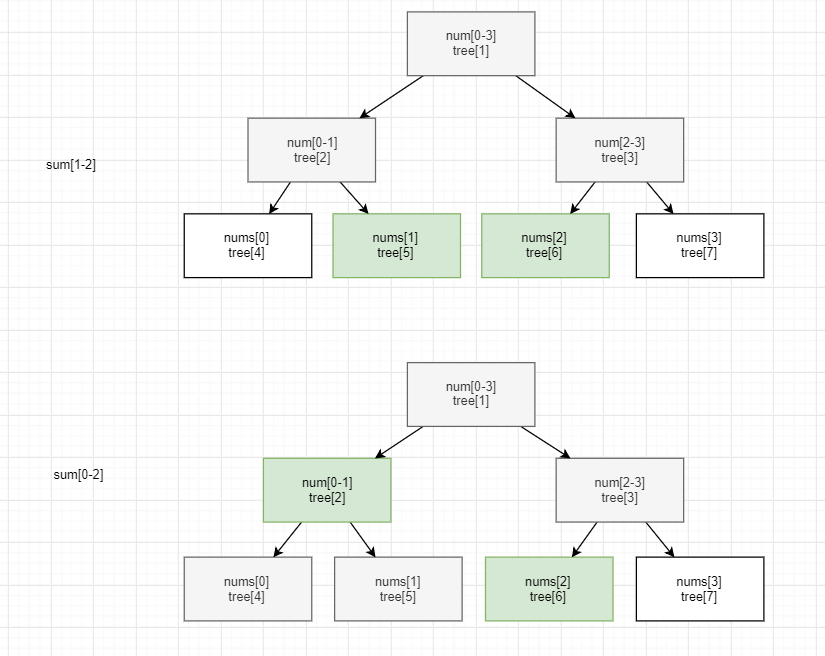 num[0-3]
tree[1]
num[0-1]
tree[2]
num[2-3]
tree[3]
sum[1-2]
nums[0]
tree[4]
nums[1]
tree[5]
nums[2]
tree[6]
nums[3]
tree[7]
num[0-3]
tree[1]
sum[0-2]
num[0-1]
tree[2]
num[2-3]
tree[3]
nums[0]
tree[4]
nums[1]
tree[5]
nums[2]
tree[6]
nums[3]
tree[7]